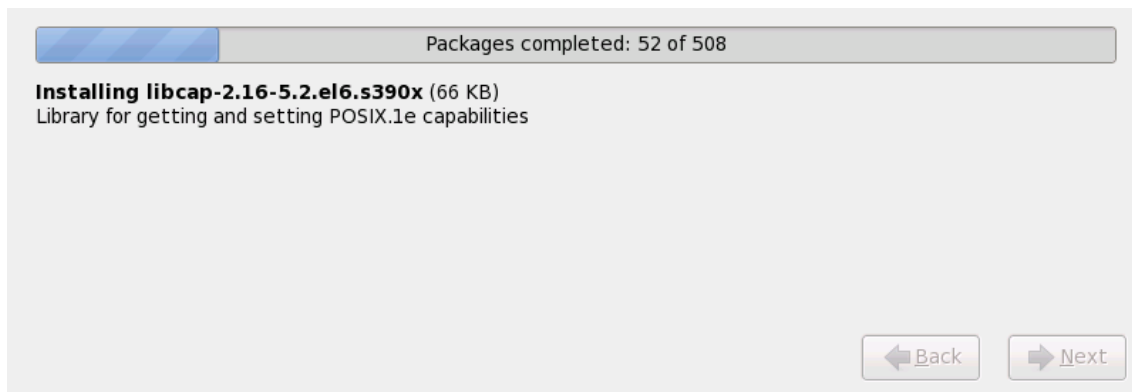 Packages completed: 52 of 508
Installing libcap-2.16-5.2.el6.s390x (66 KB)
Library for getting and setting POSIX.1e capabilities
Back Next